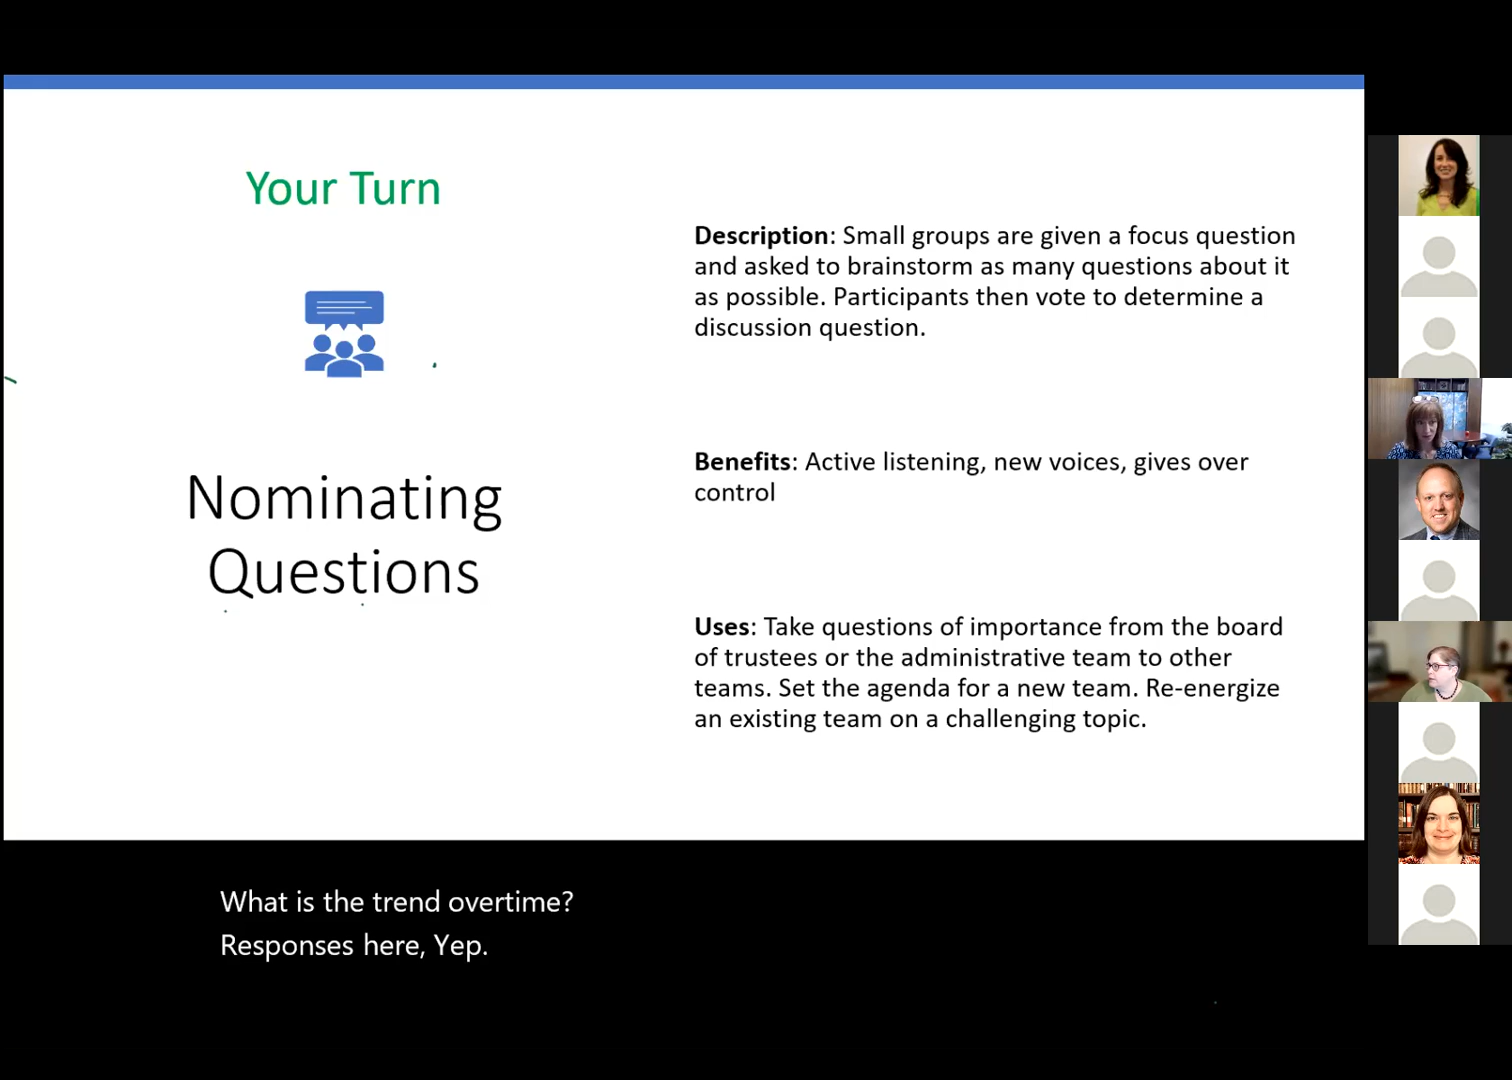 Your Turn
Nominating
Questions
Description: Small groups are given a focus question
and asked to brainstorm as many questions about it
as possible. Participants then vote to determine a
discussion question.
Benefits: Active listening, new voices, gives over
control
Uses: Take questions of importance from the board
of trustees or the administrative team to other
teams. Set the agenda for a new team. Re-energize
an existing team on a challenging topic.
What is the trend overtime?
Responses here, Yep.